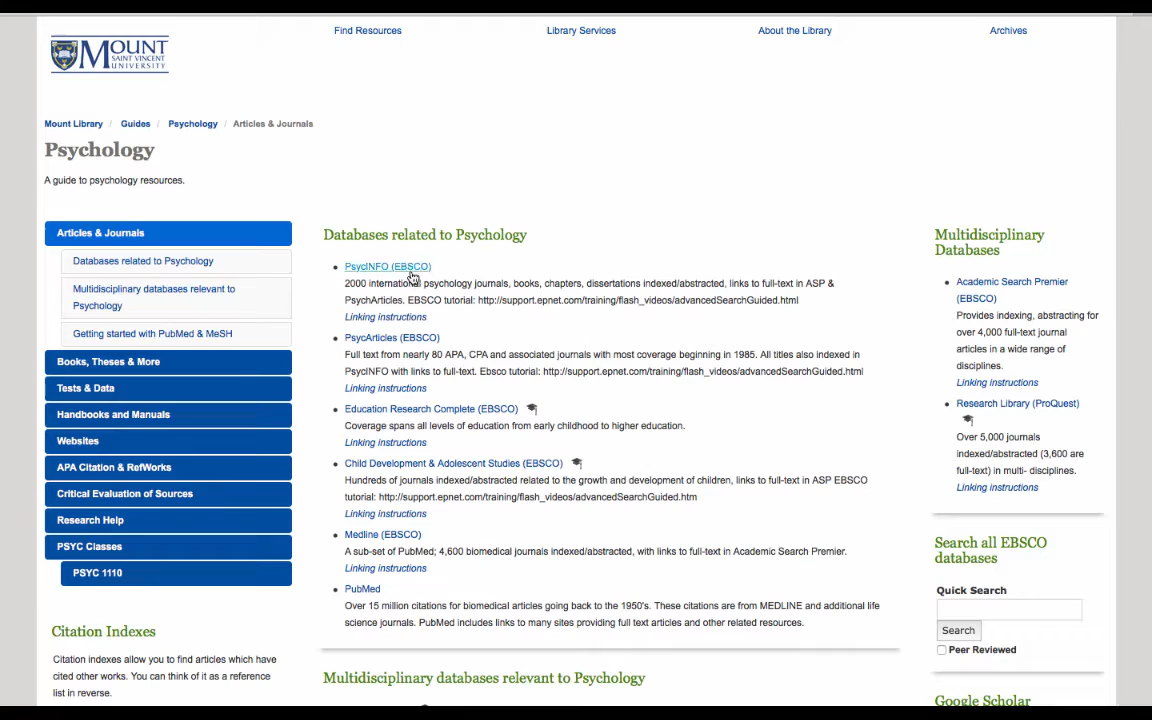 Find Resources
Library Services
About the Library
Archives
MOUNT
SAINT VINCENT
UNIVERSITY
Mount Library / Guides / Psychology / Articles & Journals
Psychology
A guide to psychology resources.
Articles & Journals
Databases related to Psychology
Multidisciplinary databases relevant to
Psychology
Getting started with PubMed & MeSH
Books, Theses & More
Tests & Data
Handbooks and Manuals
Websites
APA Citation & RefWorks
Critical Evaluation of Sources
Research Help
PSYC Classes
PSYC 1110
Citation Indexes
Citation indexes allow you to find articles which have
cited other works. You can think of it as a reference
list in reverse.
Databases related to Psychology
PsycINFO (EBSCO)
2000 international psychology journals, books, chapters, dissertations indexed/abstracted, links to full-text in ASP &
PsychArticles. EBSCO tutorial: http://support.epnet.com/training/flash_videos/advancedSearchGuided.html
Linking instructions
PsycArticles (EBSCO)
Full text from nearly 80 APA, CPA and associated journals with most coverage beginning in 1985. All titles also indexed in
PsycINFO with links to full-text. Ebsco tutorial: http://support.epnet.com/training/flash_videos/advancedSearchGuided.html
Linking instructions
Education Research Complete (EBSCO)
Coverage spans all levels of education from early childhood to higher education.
Linking instructions
Child Development & Adolescent Studies (EBSCO)
Hundreds of journals indexed/abstracted related to the growth and development of children, links to full-text in ASP EBSCO
tutorial: http://support.epnet.com/training/flash_videos/advancedSearchGuided.htm
Linking instructions
Medline (EBSCO)
A sub-set of PubMed; 4,600 biomedical journals indexed/abstracted, with links to full-text in Academic Search Premier.
Linking instructions
PubMed
Over 15 million citations for biomedical articles going back to the 1950's. These citations are from MEDLINE and additional life
science journals. PubMed includes links to many sites providing full text articles and other related resources.
Multidisciplinary databases relevant to Psychology
Multidisciplinary
Databases
Academic Search Premier
(EBSCO)
Provides indexing, abstracting for
over 4,000 full-text journal
articles in a wide range of
disciplines.
Linking instructions
Research Library (ProQuest)
Over 5,000 journals
indexed/abstracted (3,600 are
full-text) in multi- disciplines.
Linking instructions
Search all EBSCO
databases
Quick Search
Search
Peer Reviewed
Google Scholar